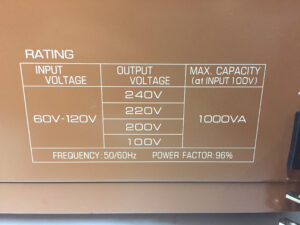 RATING
INPUT VOLTAGE OUTPUT VOLTAGE MAX. CAPACITY (at INPUT 100V)
60V-120V 240V 1000VA
220V
200V
100V
FREQUENCY: 50/60Hz POWER FACTOR: 96%